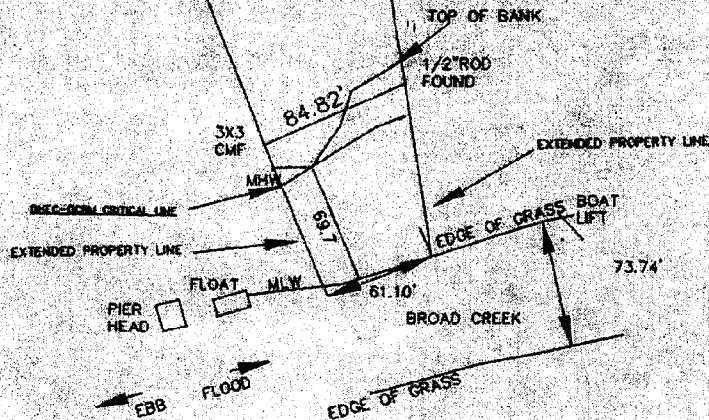 TOP OF BANK
1/2"ROD
FOUND
84.82'
3X3
CMF
EXTENDED PROPERTY LINE
MHW
CRITICAL LINE
69.7
EDGE OF GRASS
BOAT
LIFT
EXTENDED PROPERTY LINE
73.74'
FLOAT
MLW
61.10'
PIER
HEAD
BROAD CREEK
EBB
FLOOD
EDGE OF GRASS